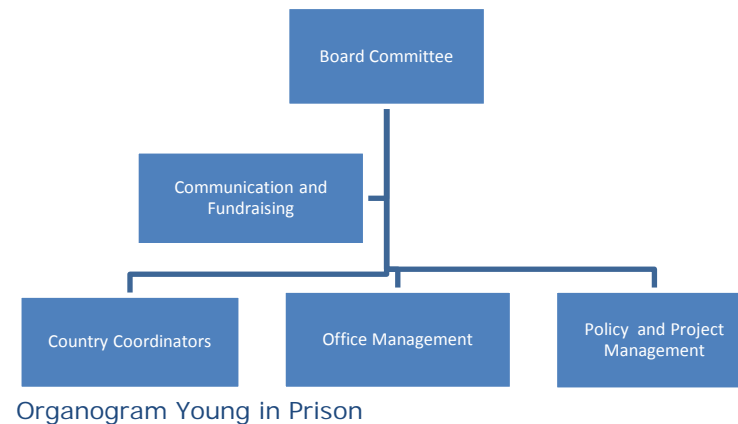 Board Committee
Communication and
Fundraising
Country Coordinators
Office Management
Policy and Project
Management
Organogram Young in Prison